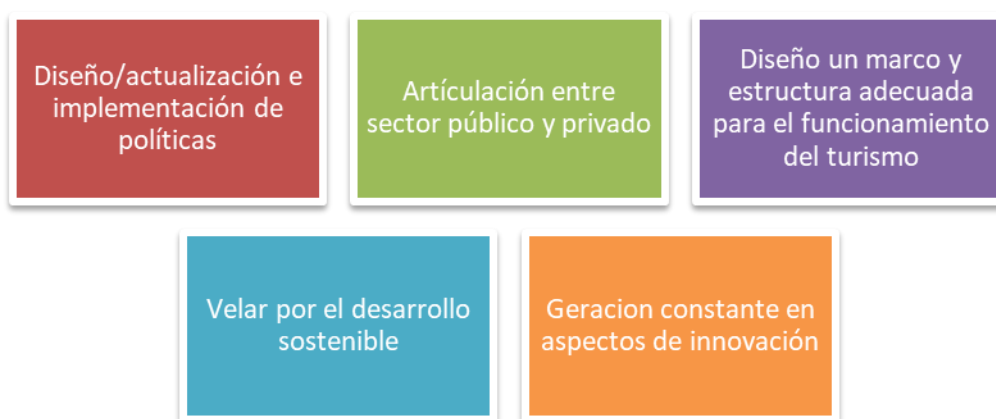 Diseño/actualización e
implementación de
políticas
Artículación entre
sector público y privado
Diseño un marco y
estructura adecuada
para el funcionamiento
del turismo
Velar por el desarrollo
sostenible
Geracion constante en
aspectos de innovación